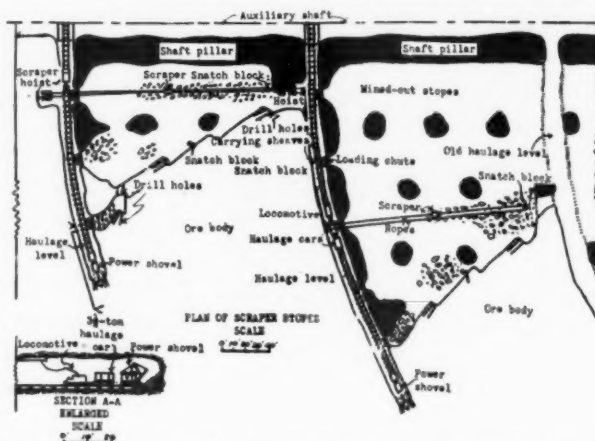 Auxiliary shaft
Shaft pillar
Shaft pillar
Scraper hoist
Scraper Snatch block
Hoist
Mined-out stopes
Drill holes
Carrying sheaves
Snatch block
Snatch block
Loading chute
Old haulage level
Snatch block
Drill holes
Scraper
Locomotive
Ropes
Ore body
Haulage cars
Haulage level
Power shovel
Haulage level
Ore body
PLAN OF SCRAPER STOPES
SCALE
ton haulage car
Locomotive
Power shovel
Power shovel
SECTION A-A
ENLARGED
SCALE